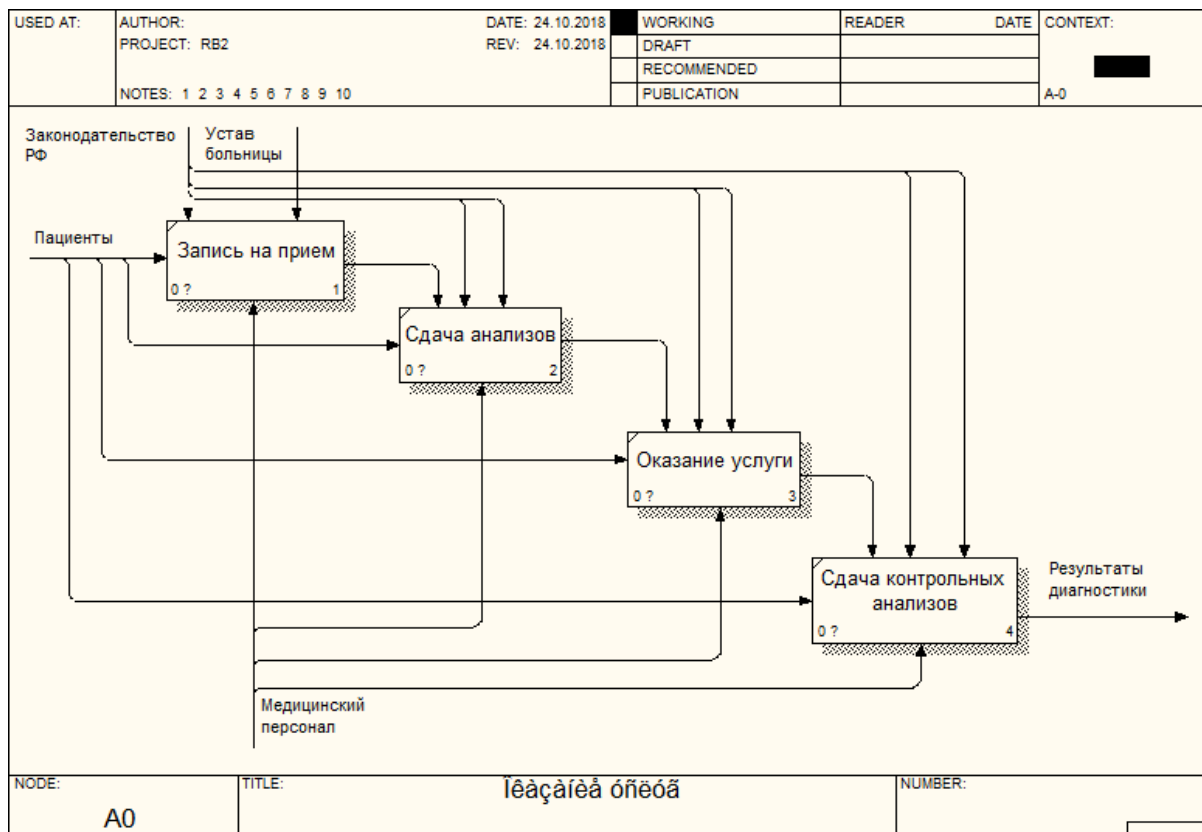 USED AT:
AUTHOR:
DATE: 24.10.2018
PROJECT: RB2
REV: 24.10.2018
NOTES: 1 2 3 4 5 6 7 8 9 10
WORKING
DRAFT
RECOMMENDED
PUBLICATION
READER
DATE
CONTEXT:
A-0
Законодательство
РФ
Устав
больницы
Пациенты
Запись на прием
0 ?
1
Сдача анализов
0 ?
2
Оказание услуги
0 ?
3
Сдача контрольных
анализов
0 ?
4
Результаты
диагностики
Медицинский
персонал
NODE:
A0
TITLE:
Ïêàçàíèå óñëóã
NUMBER: